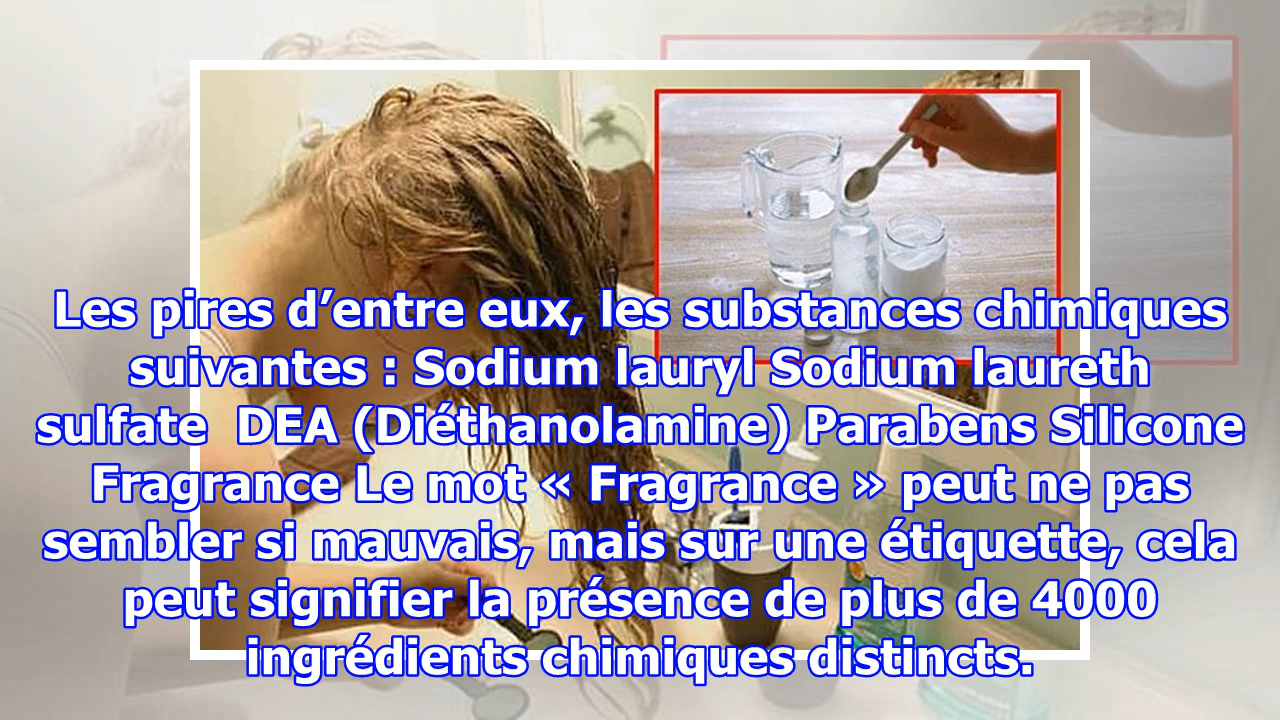 Les pires d’entre eux, les substances chimiques
suivantes : Sodium lauryl Sodium laureth
sulfate  DEA (Diéthanolamine) Parabens Silicone
Fragrance Le mot « Fragrance » peut ne pas
sembler si mauvais, mais sur une étiquette, cela
peut signifier la présence de plus de 4000
ingrédients chimiques distincts.